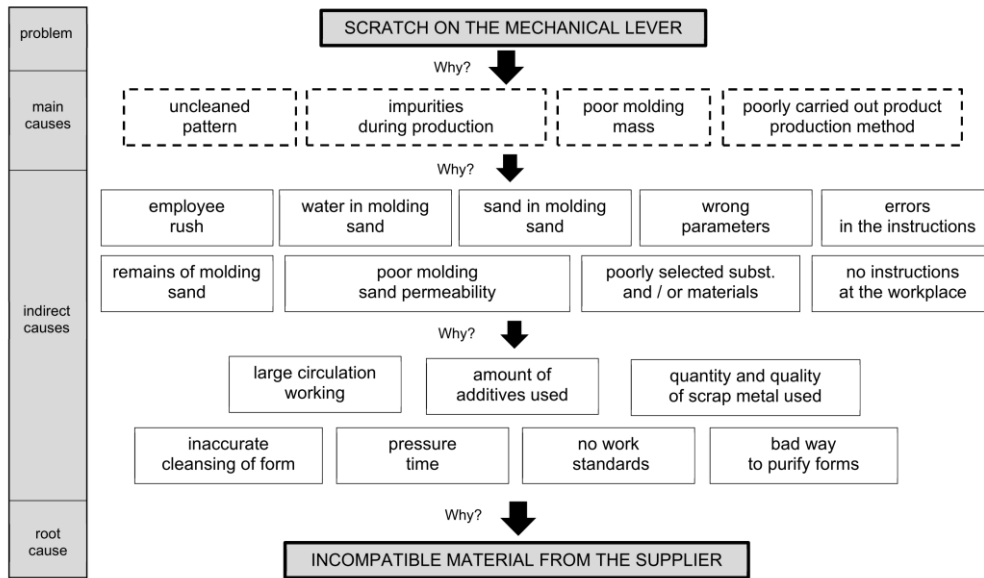 problem
SCRATCH ON THE MECHANICAL LEVER
Why?
main
causes
uncleaned
pattern
impurities
during production
poor molding
mass
poorly carried out product
production method
Why?
indirect
causes
employee
rush
water in molding
sand
sand in molding
sand
wrong
parameters
errors
in the instructions
remains of molding
sand
poor molding
sand permeability
poorly selected subst.
and / or materials
no instructions
at the workplace
Why?
large circulation
working
amount of
additives used
quantity and quality
of scrap metal used
inaccurate
cleansing of form
pressure
time
no work
standards
bad way
to purify forms
Why?
root
cause
INCOMPATIBLE MATERIAL FROM THE SUPPLIER